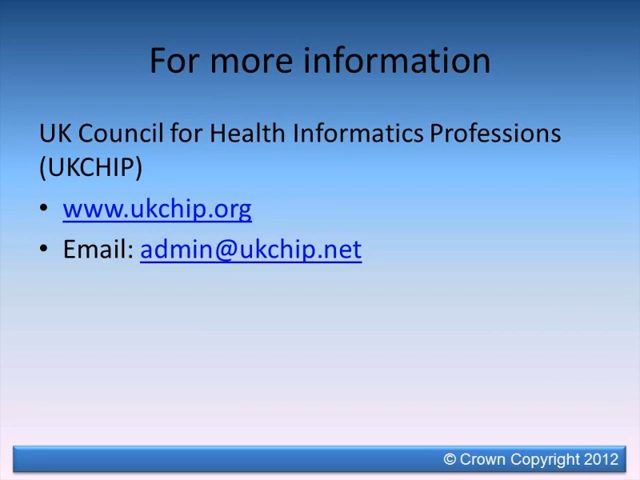 For more information
UK Council for Health Informatics Professions
(UKCHIP)
• www.ukchip.org
• Email: admin@ukchip.net
© Crown Copyright 2012